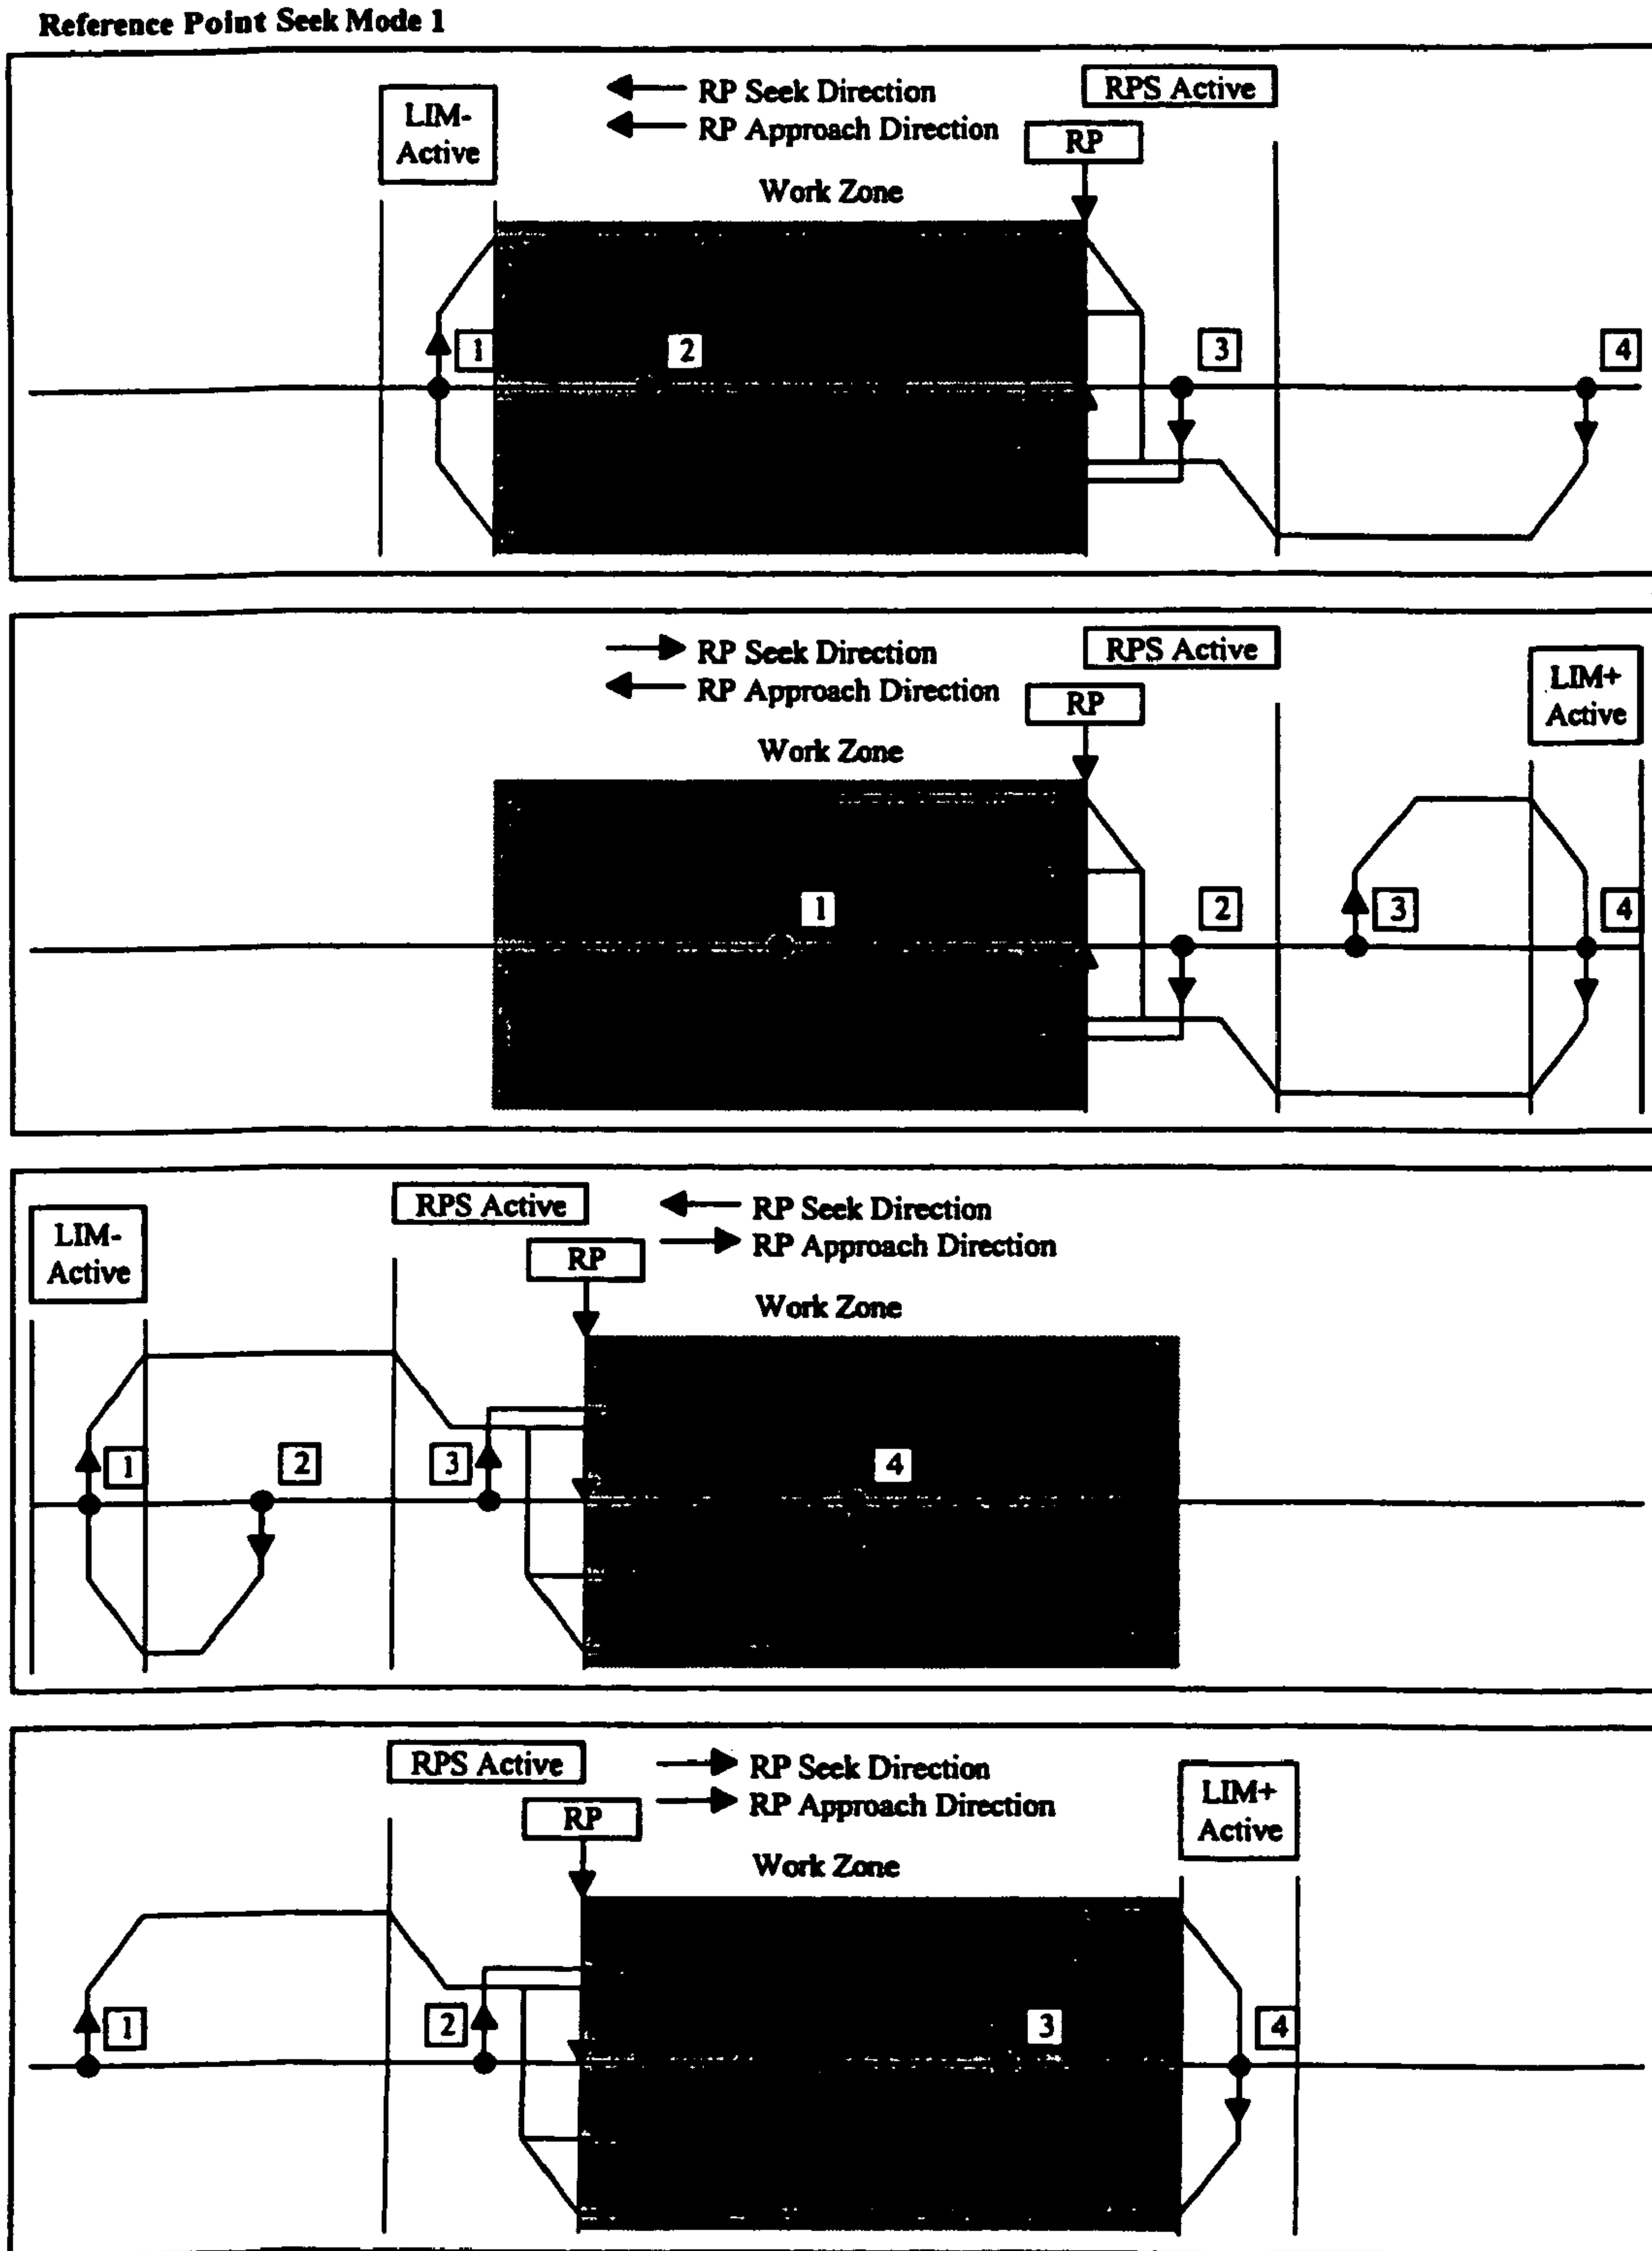 Reference Point Seek Mode 1
RP Seek Direction
RPS Active
LIM-
Active
RP Approach Direction
RP
Work Zone
1
2
3
4
RP Seek Direction
RPS Active
RP Approach Direction
LIM+
Active
RP
Work Zone
1
2
3
4
RPS Active
RP Seek Direction
LIM-
Active
RP Approach Direction
RP
Work Zone
1
2
3
4
RPS Active
RP Seek Direction
RP Approach Direction
LIM+
Active
RP
Work Zone
1
2
3
4